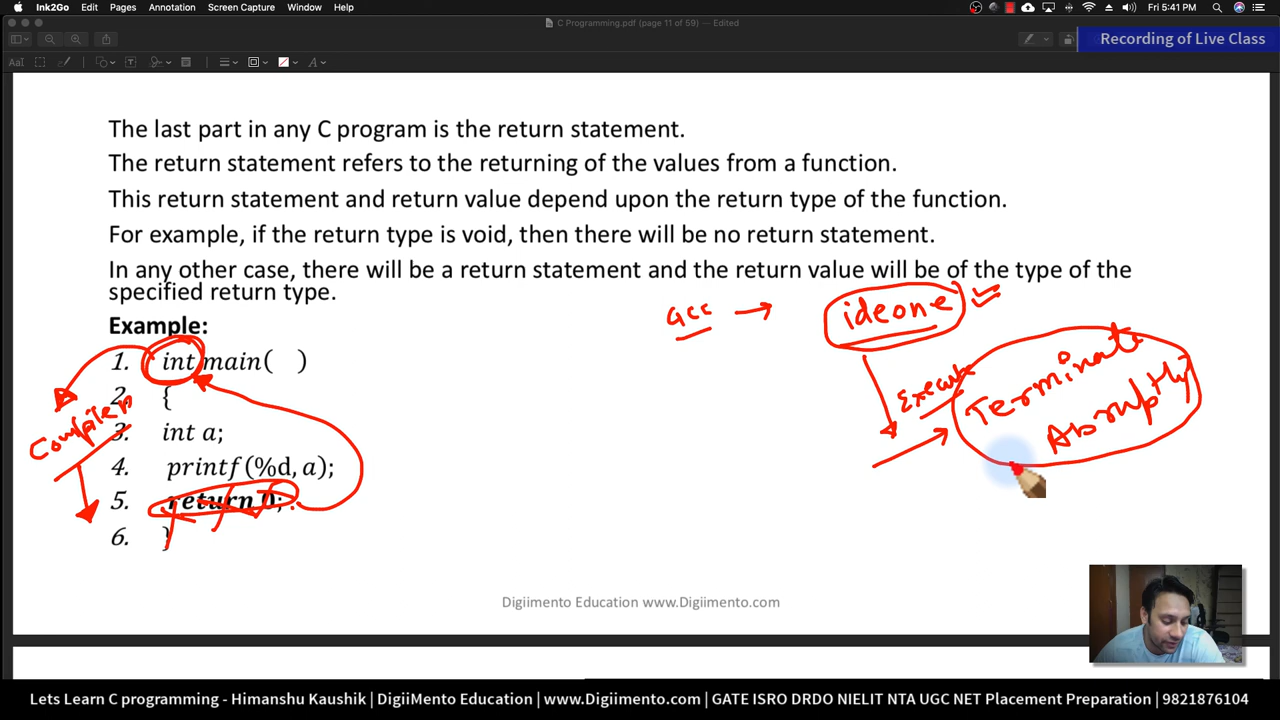 Ink2Go Edit Pages Annotation Screen Capture Window Help
Fri 5:41 PM
C Programming.pdf (page 11 of 59) — Edited
Recording of Live Class
The last part in any C program is the return statement.
The return statement refers to the returning of the values from a function.
This return statement and return value depend upon the return type of the function.
For example, if the return type is void, then there will be no return statement.
In any other case, there will be a return statement and the return value will be of the type of the
specified return type.
gcc → ideone
Example:
1. int main( )
2. {
Compiler
3. int a;
4. printf(%d, a);
5. return 0;
6. }
Execute
Terminate
Abruptly
Digiimento Education www.Digiimento.com
Lets Learn C programming - Himanshu Kaushik | DigiiMento Education | www.DigiiMento.com | GATE ISRO DRDO NIELIT NTA UGC NET Placement Preparation | 9821876104